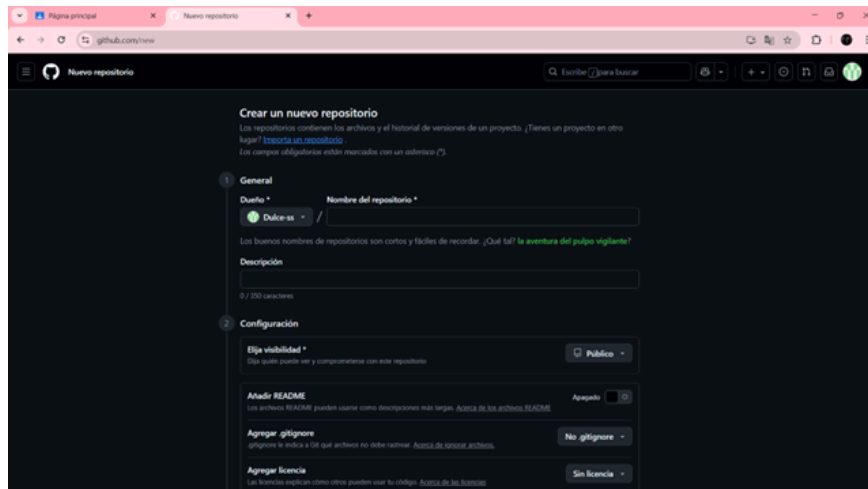 Página principal
Nuevo repositorio
github.com/new
Nuevo repositorio
Escribe / para buscar
Crear un nuevo repositorio
Los repositorios contienen los archivos y el historial de versiones de un proyecto. ¿Tienes un proyecto en otro
lugar? Importa un repositorio .
Los campos obligatorios están marcados con un asterisco (*).
1 General
Dueño * Nombre del repositorio *
Dulce-ss /
Los buenos nombres de repositorios son cortos y fáciles de recordar. ¿Qué tal? la aventura del pulpo vigilante?
Descripción
0 / 350 caracteres
2 Configuración
Elija visibilidad *
Público
Elija quién puede ver y comprometerse con este repositorio
Añadir README
Apagado
Los archivos README pueden usarse como descripciones más largas. Acerca de los archivos README
Agregar .gitignore
No .gitignore
.gitignore le indica a Git qué archivos no debe rastrear. Acerca de ignorar archivos.
Agregar licencia
Sin licencia
Las licencias explican cómo otros pueden usar tu código. Acerca de las licencias